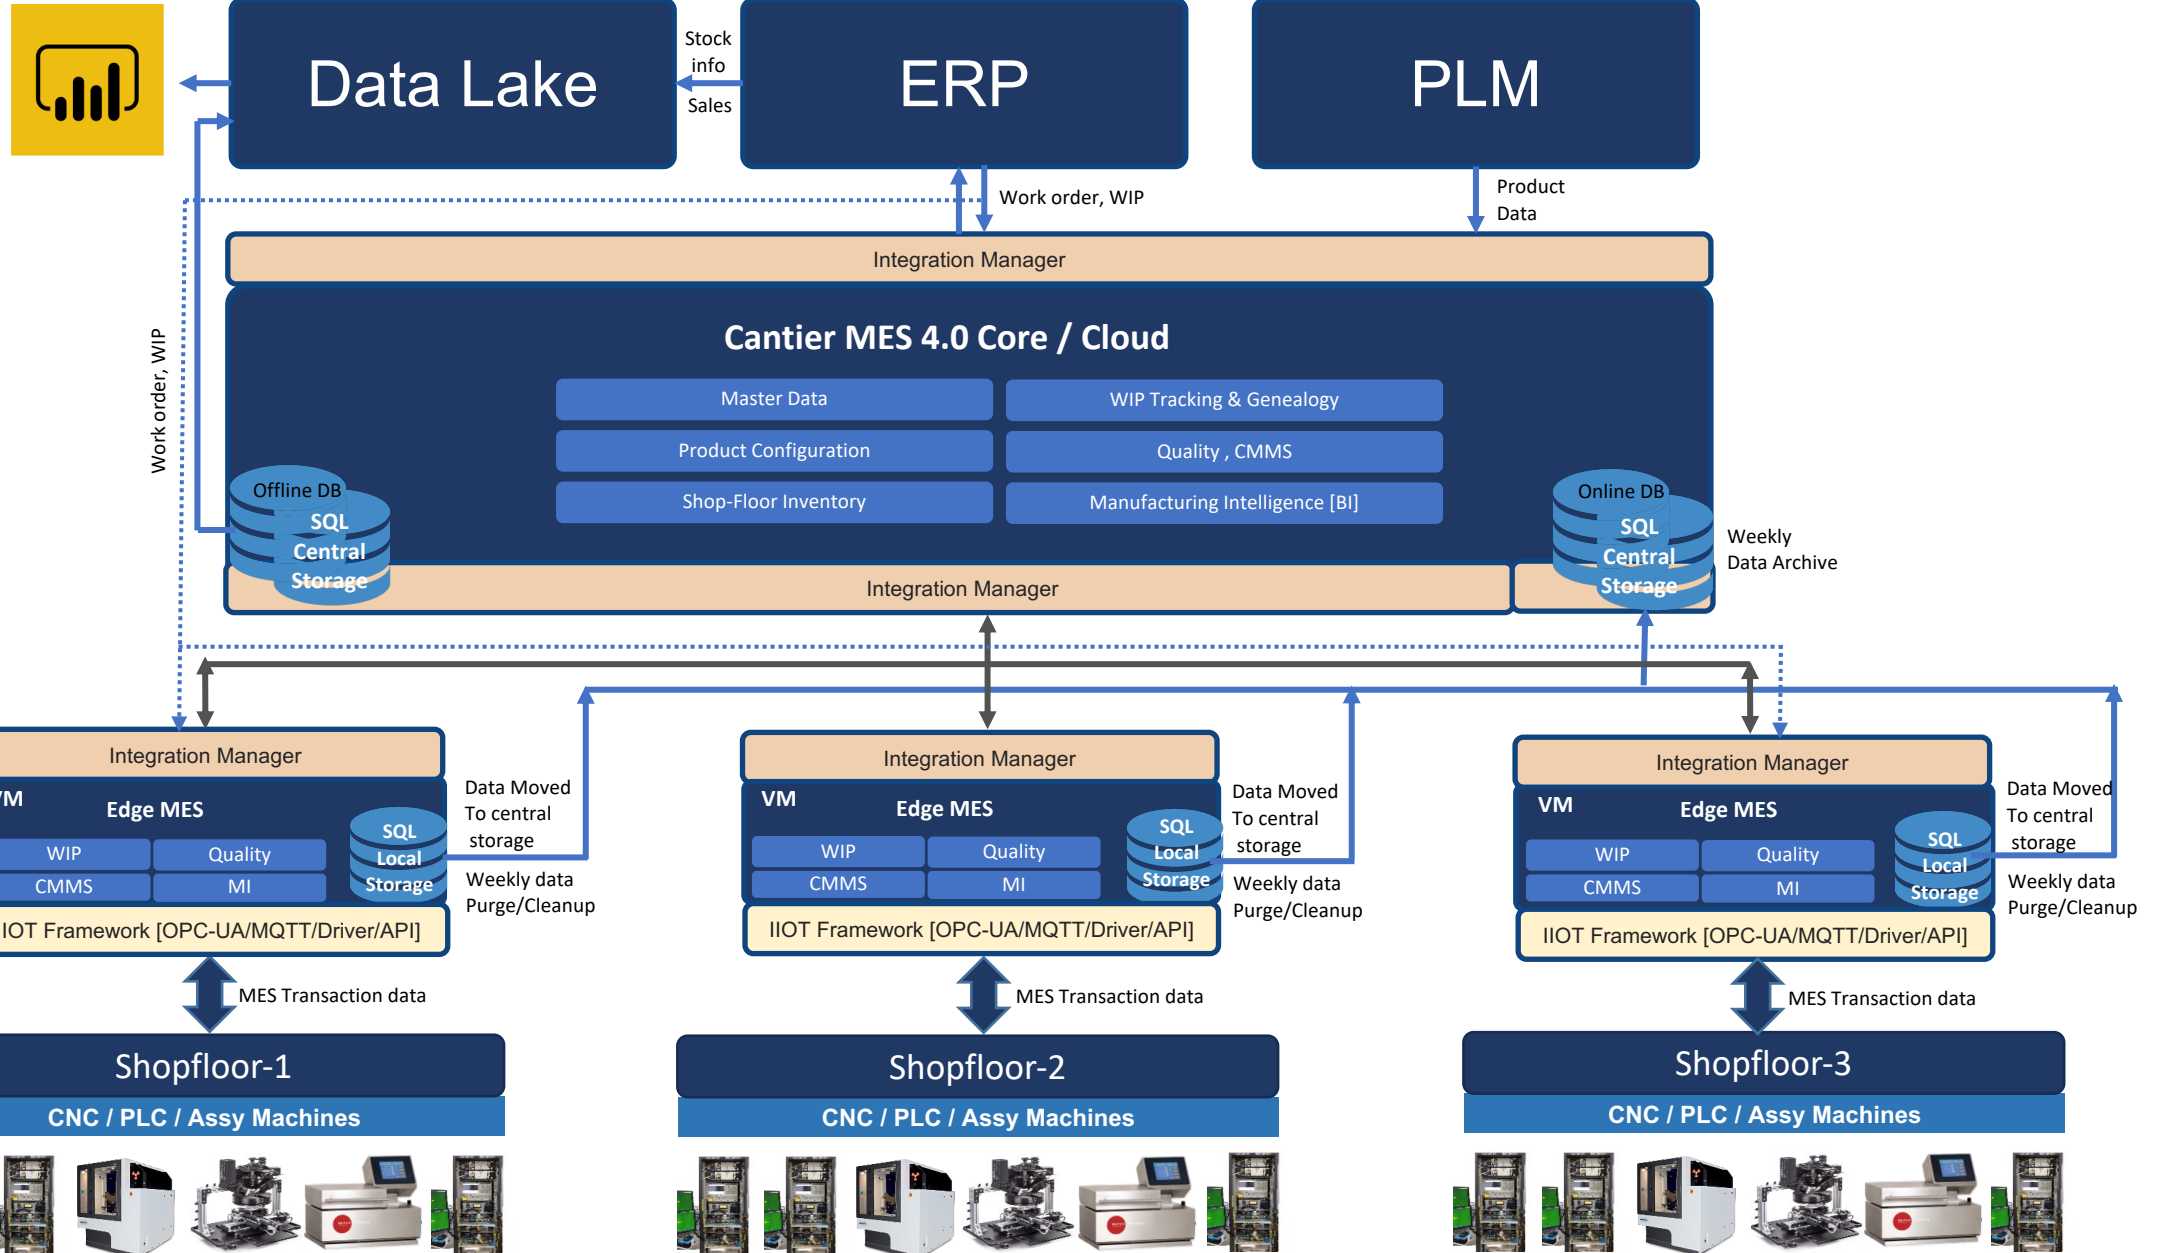 Data Lake
Stock
info
Sales
ERP
PLM
Work order, WIP
Product
Data
Integration Manager
Cantier MES 4.0 Core / Cloud
Master Data
WIP Tracking & Genealogy
Product Configuration
Quality , CMMS
Shop-Floor Inventory
Manufacturing Intelligence [BI]
Work order, WIP
Offline DB
SQL
Central
Storage
Online DB
SQL
Central
Storage
Weekly
Data Archive
Integration Manager
Integration Manager
VM
Edge MES
WIP
Quality
CMMS
MI
SQL
Local
Storage
Data Moved
To central
storage
Weekly data
Purge/Cleanup
IOT Framework [OPC-UA/MQTT/Driver/API]
MES Transaction data
Shopfloor-1
CNC / PLC / Assy Machines
Integration Manager
VM
Edge MES
WIP
Quality
CMMS
MI
SQL
Local
Storage
Data Moved
To central
storage
Weekly data
Purge/Cleanup
IIOT Framework [OPC-UA/MQTT/Driver/API]
MES Transaction data
Shopfloor-2
CNC / PLC / Assy Machines
Integration Manager
VM
Edge MES
WIP
Quality
CMMS
MI
SQL
Local
Storage
Data Moved
To central
storage
Weekly data
Purge/Cleanup
IIOT Framework [OPC-UA/MQTT/Driver/API]
MES Transaction data
Shopfloor-3
CNC / PLC / Assy Machines